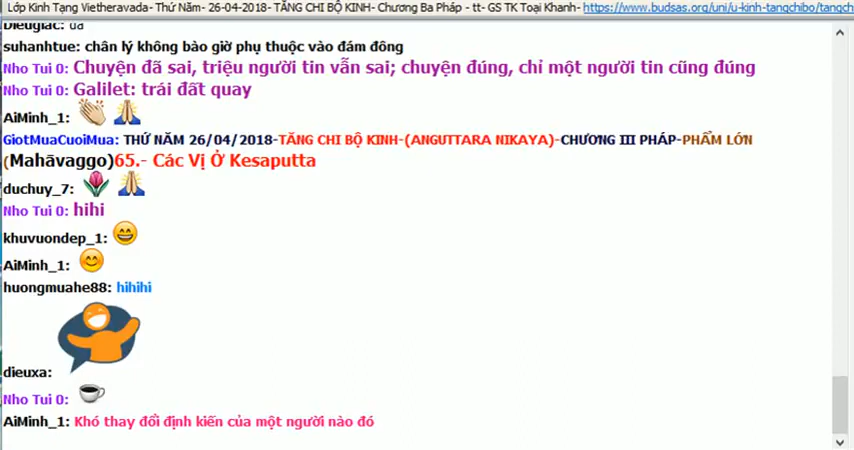 Lớp Kinh Tạng Vietheravada- Thứ Năm- 26-04-2018- TĂNG CHI BỘ KINH- Chương Ba Pháp - tt- GS TK Toại Khanh- https://www.budsas.org/uni/u-kinh-tangchibo/tangch
Dieugiac: da
suhanhtue: chân lý không bào giờ phụ thuộc vào đám đông
Nho Tui 0: Chuyện đã sai, triệu người tin vẫn sai; chuyện đúng, chỉ một người tin cũng đúng
Nho Tui 0: Galilet: trái đất quay
AiMinh_1:
GiotMuaCuoiMua: THỨ NĂM 26/04/2018-TĂNG CHI BỘ KINH-(ANGUTTARA NIKAYA)-CHƯƠNG III PHÁP-PHẨM LỚN
(Mahāvaggo)65.- Các Vị Ở Kesaputta
duchuy_7:
Nho Tui 0: hihi
khuvuondep_1:
AiMinh_1:
huongmuahe88: hihihi
dieuxa:
Nho Tui 0:
AiMinh_1: Khó thay đổi định kiến của một người nào đó